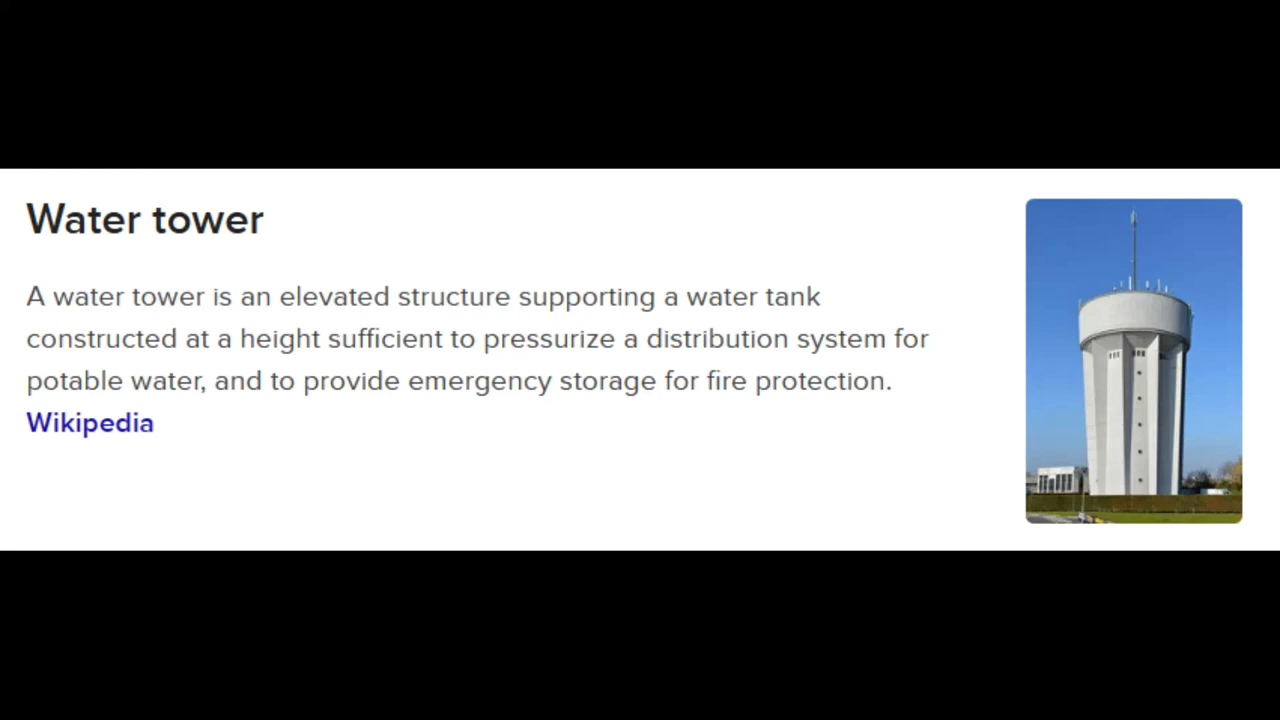 Water tower
A water tower is an elevated structure supporting a water tank
constructed at a height sufficient to pressurize a distribution system for
potable water, and to provide emergency storage for fire protection.
Wikipedia